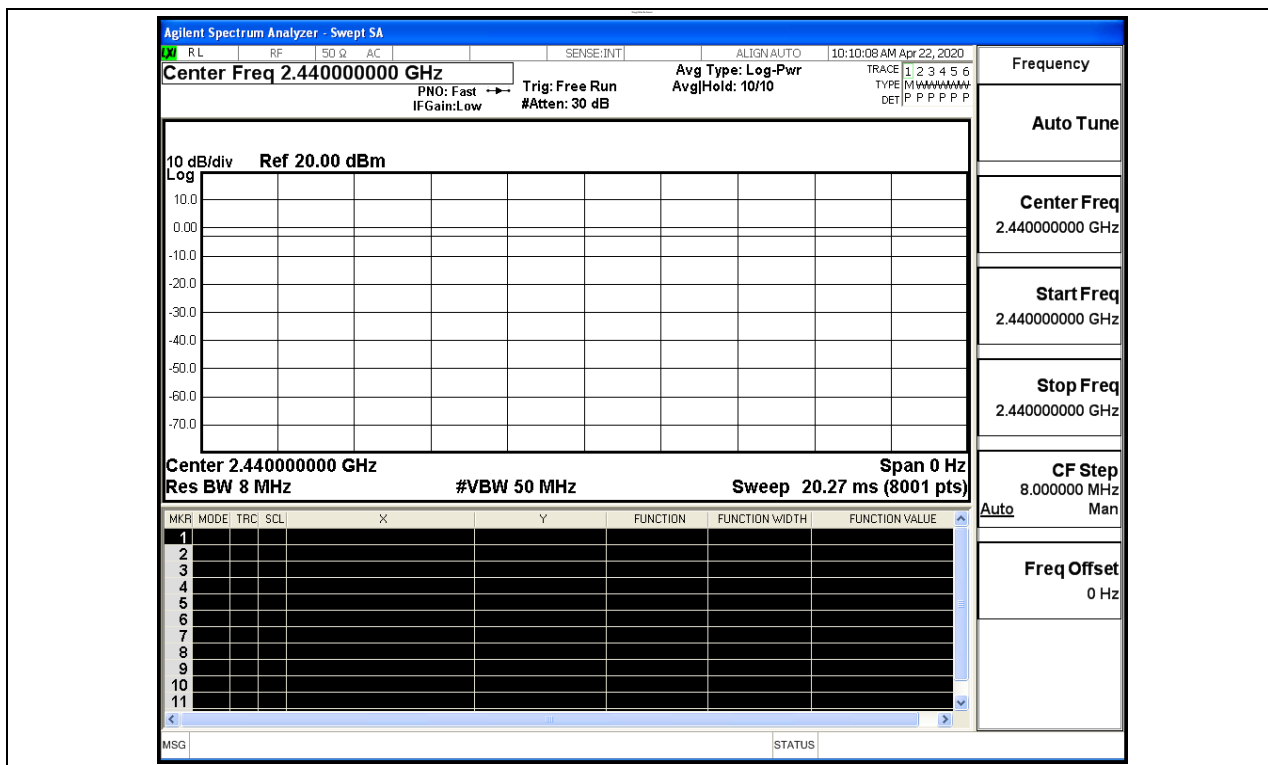 Agilent Spectrum Analyzer - Swept SA
LXI RL RF 50 Ω AC SENSE:INT ALIGN AUTO 10:10:08 AM Apr 22, 2020
Center Freq 2.440000000 GHz
PNO: Fast
IFGain:Low
Trig: Free Run
#Atten: 30 dB
Avg Type: Log-Pwr
Avg|Hold: 10/10
TRACE 1 2 3 4 5 6
TYPE M W W W W W
DET P P P P P P
Frequency
Auto Tune
Center Freq
2.440000000 GHz
Start Freq
2.440000000 GHz
Stop Freq
2.440000000 GHz
CF Step
8.000000 MHz
Auto Man
Freq Offset
0 Hz
10 dB/div Ref 20.00 dBm
Log
10.0
0.00
-10.0
-20.0
-30.0
-40.0
-50.0
-60.0
-70.0
Center 2.440000000 GHz Span 0 Hz
Res BW 8 MHz #VBW 50 MHz Sweep 20.27 ms (8001 pts)
MKR MODE TRC SCL X Y FUNCTION FUNCTION WIDTH FUNCTION VALUE
1
2
3
4
5
6
7
8
9
10
11
MSG STATUS